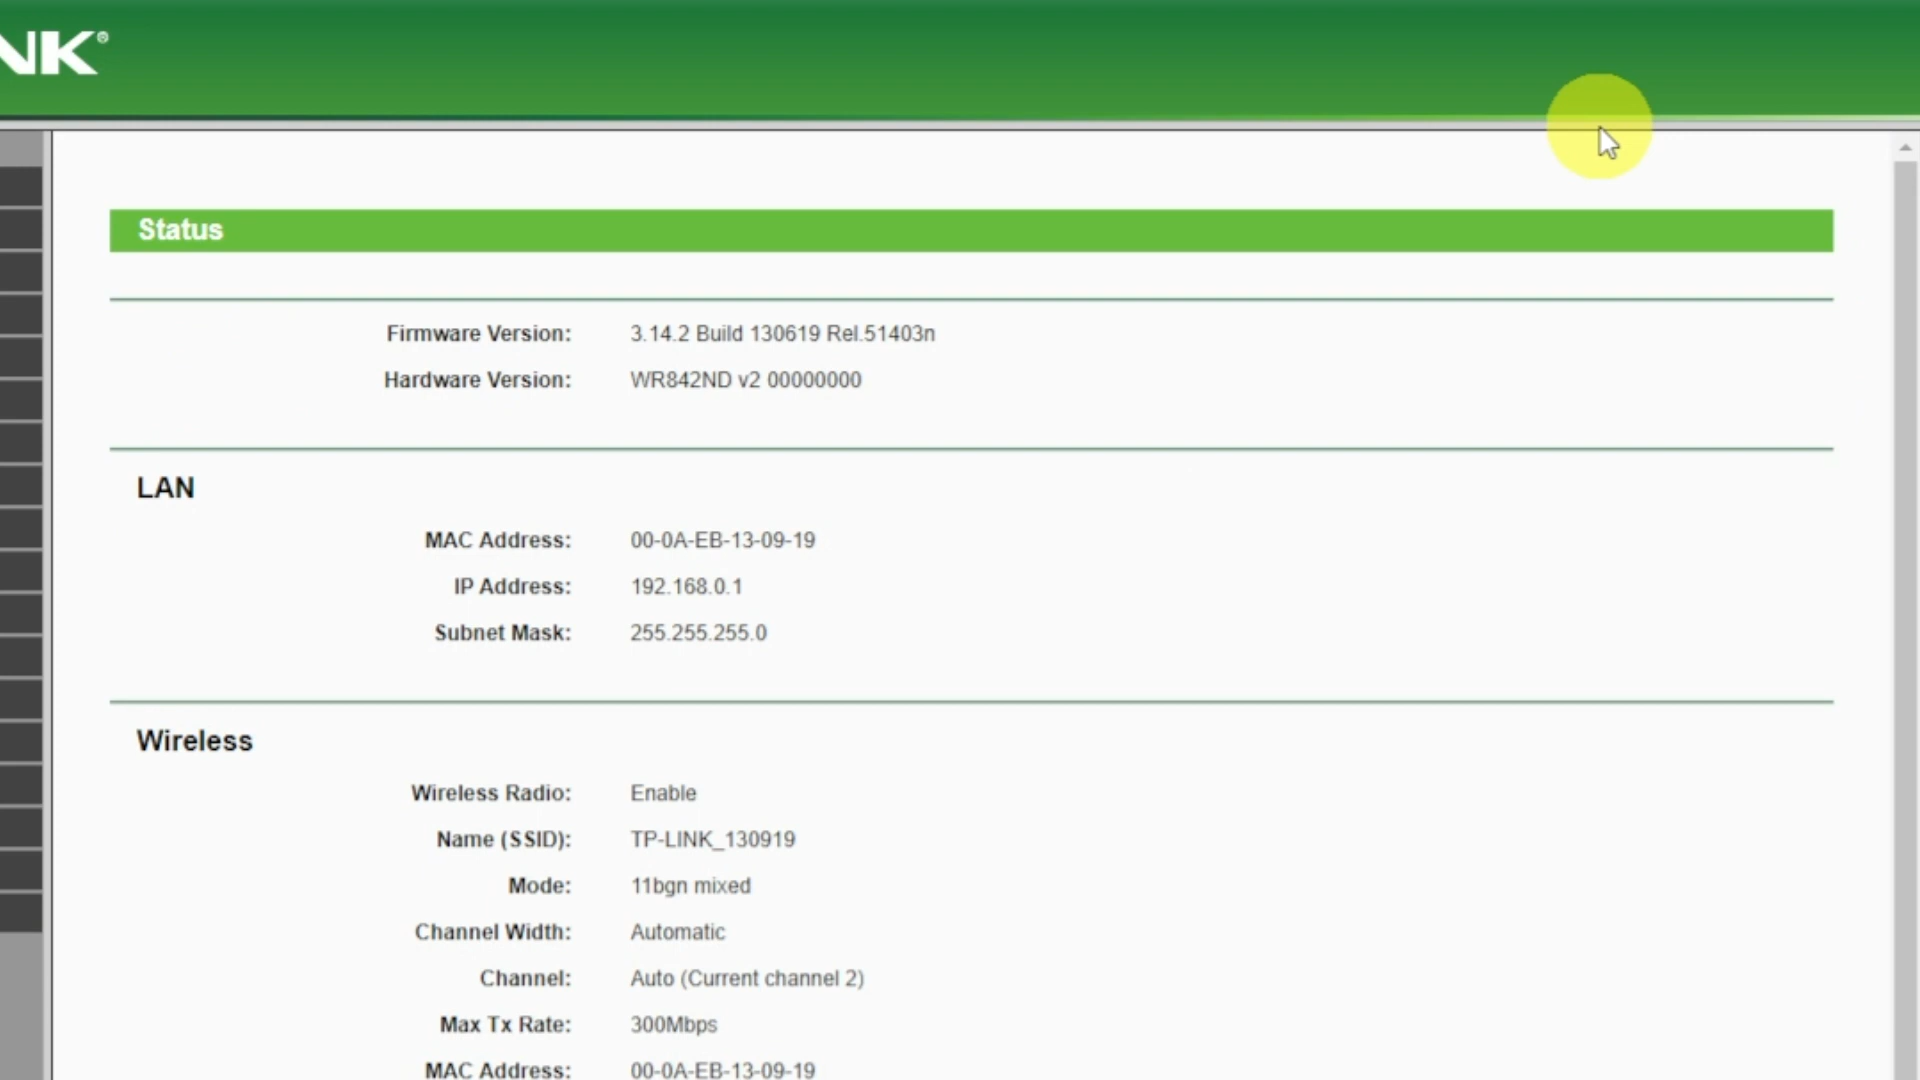 NK®
Status
Firmware Version: 3.14.2 Build 130619 Rel.51403n
Hardware Version: WR842ND v2 00000000
LAN
MAC Address: 00-0A-EB-13-09-19
IP Address: 192.168.0.1
Subnet Mask: 255.255.255.0
Wireless
Wireless Radio: Enable
Name (SSID): TP-LINK_130919
Mode: 11bgn mixed
Channel Width: Automatic
Channel: Auto (Current channel 2)
Max Tx Rate: 300Mbps
MAC Address: 00-0A-EB-13-09-19